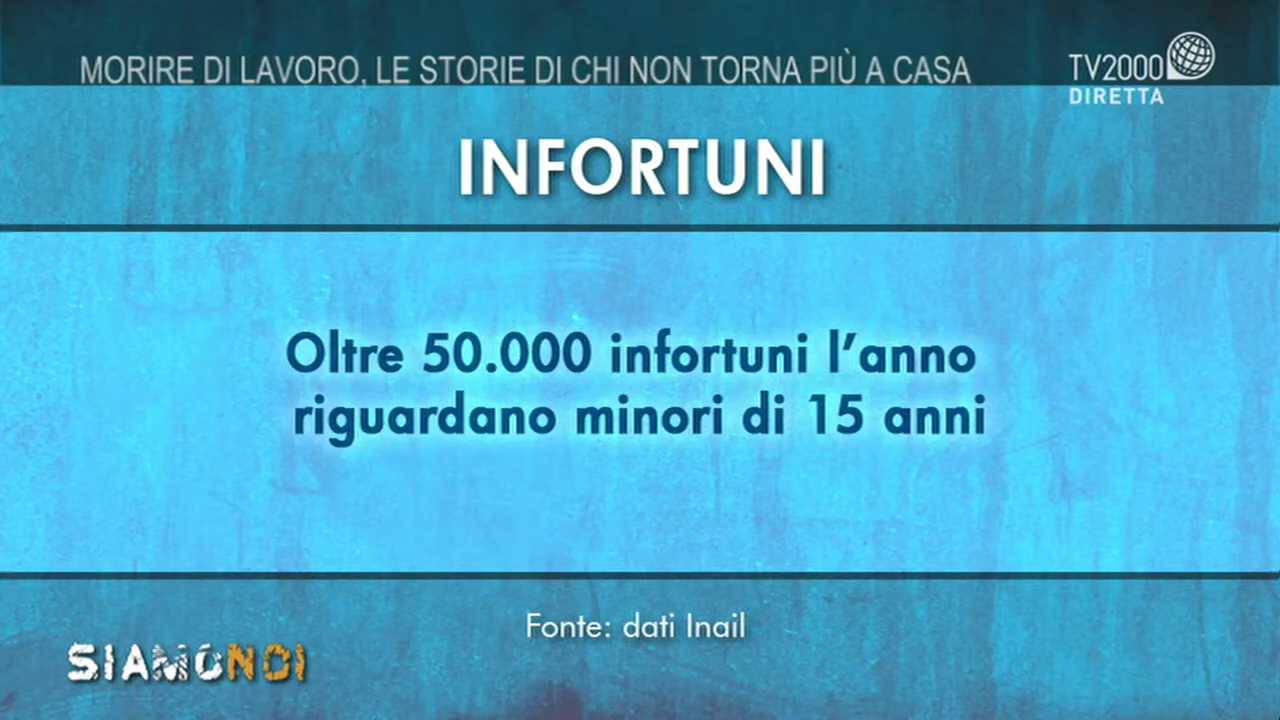 MORIRE DI LAVORO, LE STORIE DI CHI NON TORNA PIÙ A CASA
TV2000
DIRETTA
INFORTUNI
Oltre 50.000 infortuni l’anno
riguardano minori di 15 anni
Fonte: dati Inail
SIAMONOI